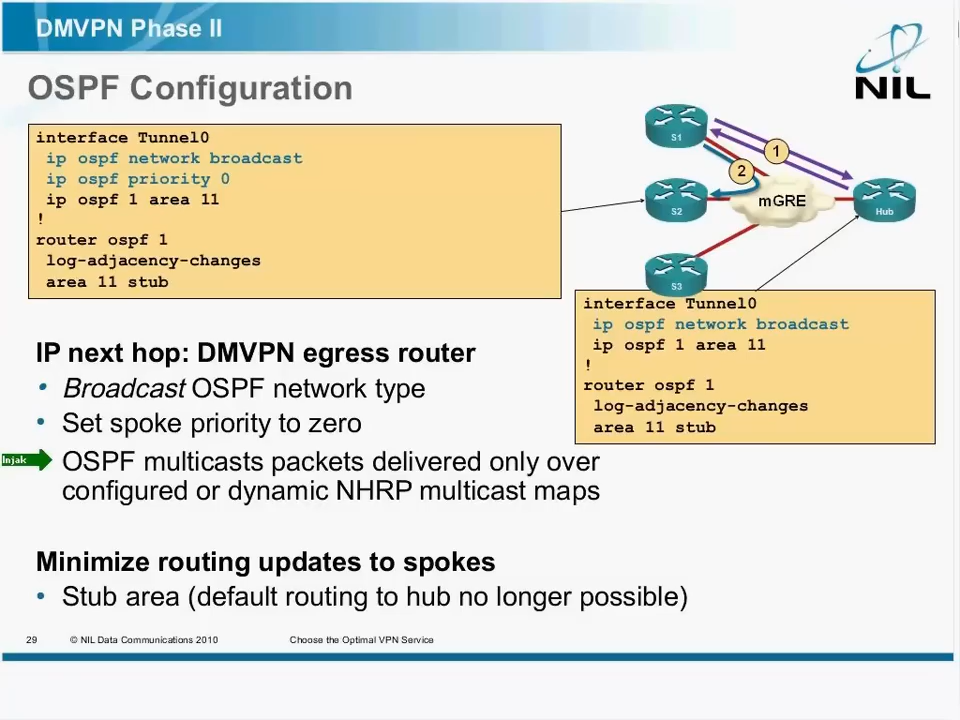 DMVPN Phase II
NIL
OSPF Configuration
interface Tunnel0
ip ospf network broadcast
ip ospf priority 0
ip ospf 1 area 11
!
router ospf 1
log-adjacency-changes
area 11 stub
S1
1
2
S2
mGRE
Hub
S3
interface Tunnel0
ip ospf network broadcast
ip ospf 1 area 11
!
router ospf 1
log-adjacency-changes
area 11 stub
IP next hop: DMVPN egress router
• Broadcast OSPF network type
• Set spoke priority to zero
Injak
OSPF multicasts packets delivered only over
configured or dynamic NHRP multicast maps
Minimize routing updates to spokes
• Stub area (default routing to hub no longer possible)
29 © NIL Data Communications 2010 Choose the Optimal VPN Service